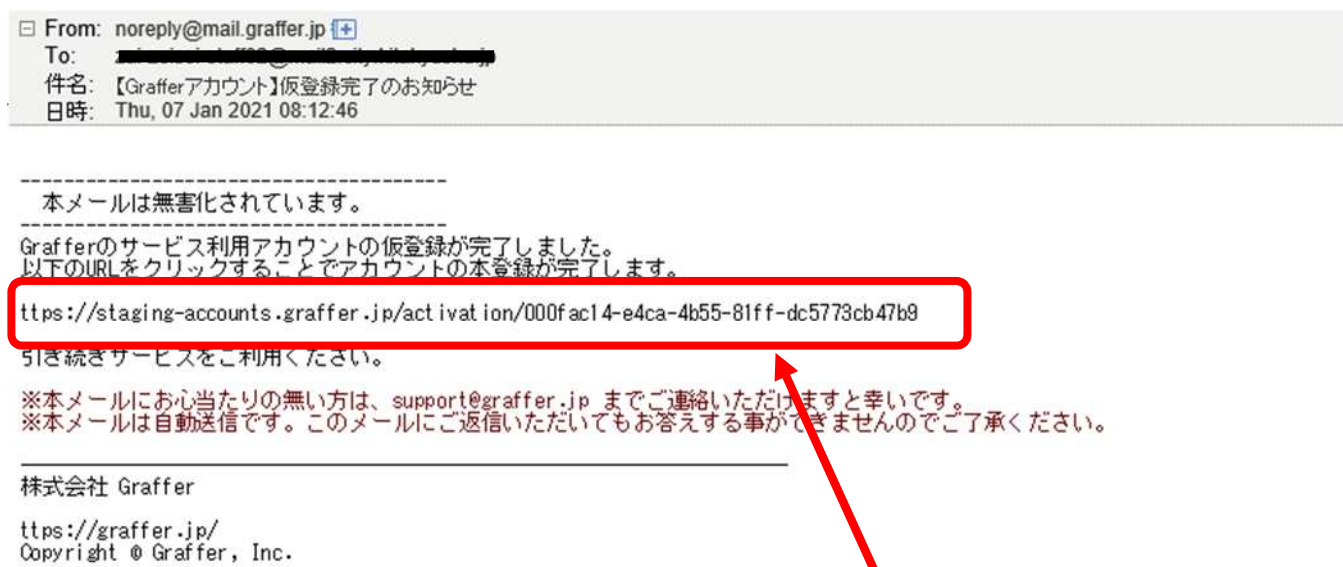 From: noreply@mail.graffer.jp
To:
件名: 【Grafferアカウント】仮登録完了のお知らせ
日時: Thu, 07 Jan 2021 08:12:46
---------------------------------------
本メールは無害化されています。
---------------------------------------
Grafferのサービス利用アカウントの仮登録が完了しました。
以下のURLをクリックすることでアカウントの本登録が完了します。
ttps://staging-accounts.graffer.jp/activation/000fac14-e4ca-4b55-81ff-dc5773cb47b9
引き続きサービスをご利用ください。
※本メールにお心当たりの無い方は、support@graffer.jp までご連絡いただけますと幸いです。
※本メールは自動送信です。このメールにご返信いただいてもお答えする事ができませんのでご了承ください。
株式会社 Graffer
ttps://graffer.jp/
Copyright © Graffer, Inc.